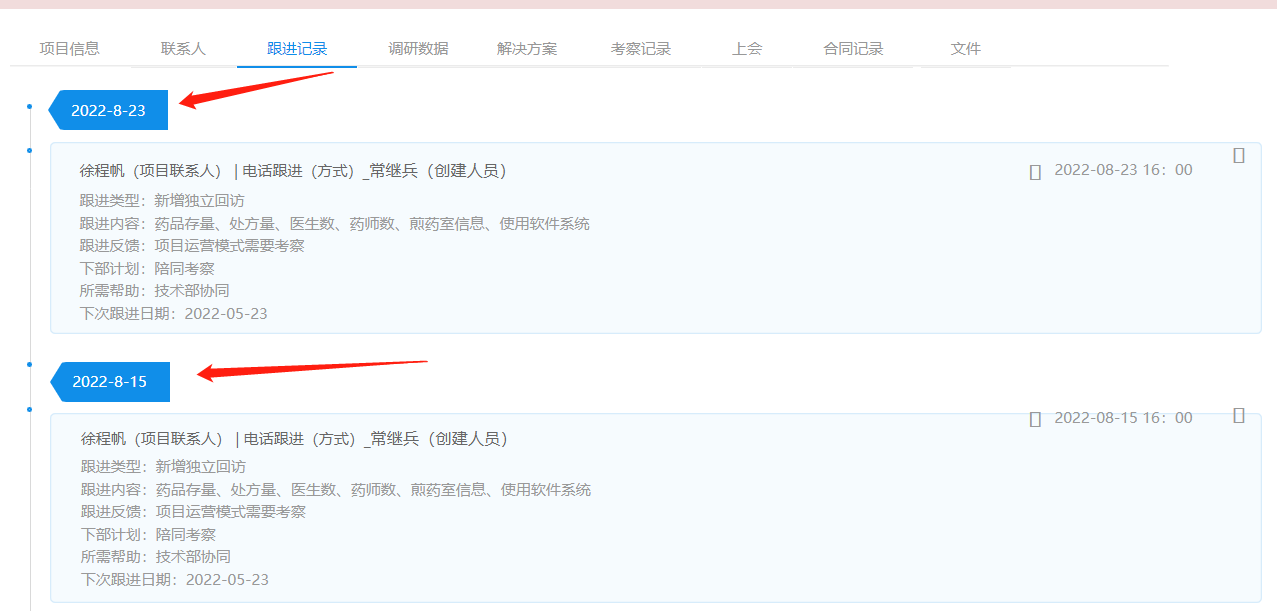 项目信息 联系人 跟进记录 调研数据 解决方案 考察记录 上会 合同记录 文件
2022-8-23
徐程帆（项目联系人） | 电话跟进（方式）_常继兵（创建人员） 2022-08-23 16：00
跟进类型：新增独立回访
跟进内容：药品存量、处方量、医生数、药师数、煎药室信息、使用软件系统
跟进反馈：项目运营模式需要考察
下部计划：陪同考察
所需帮助：技术部协同
下次跟进日期：2022-05-23
2022-8-15
徐程帆（项目联系人） | 电话跟进（方式）_常继兵（创建人员） 2022-08-15 16：00
跟进类型：新增独立回访
跟进内容：药品存量、处方量、医生数、药师数、煎药室信息、使用软件系统
跟进反馈：项目运营模式需要考察
下部计划：陪同考察
所需帮助：技术部协同
下次跟进日期：2022-05-23